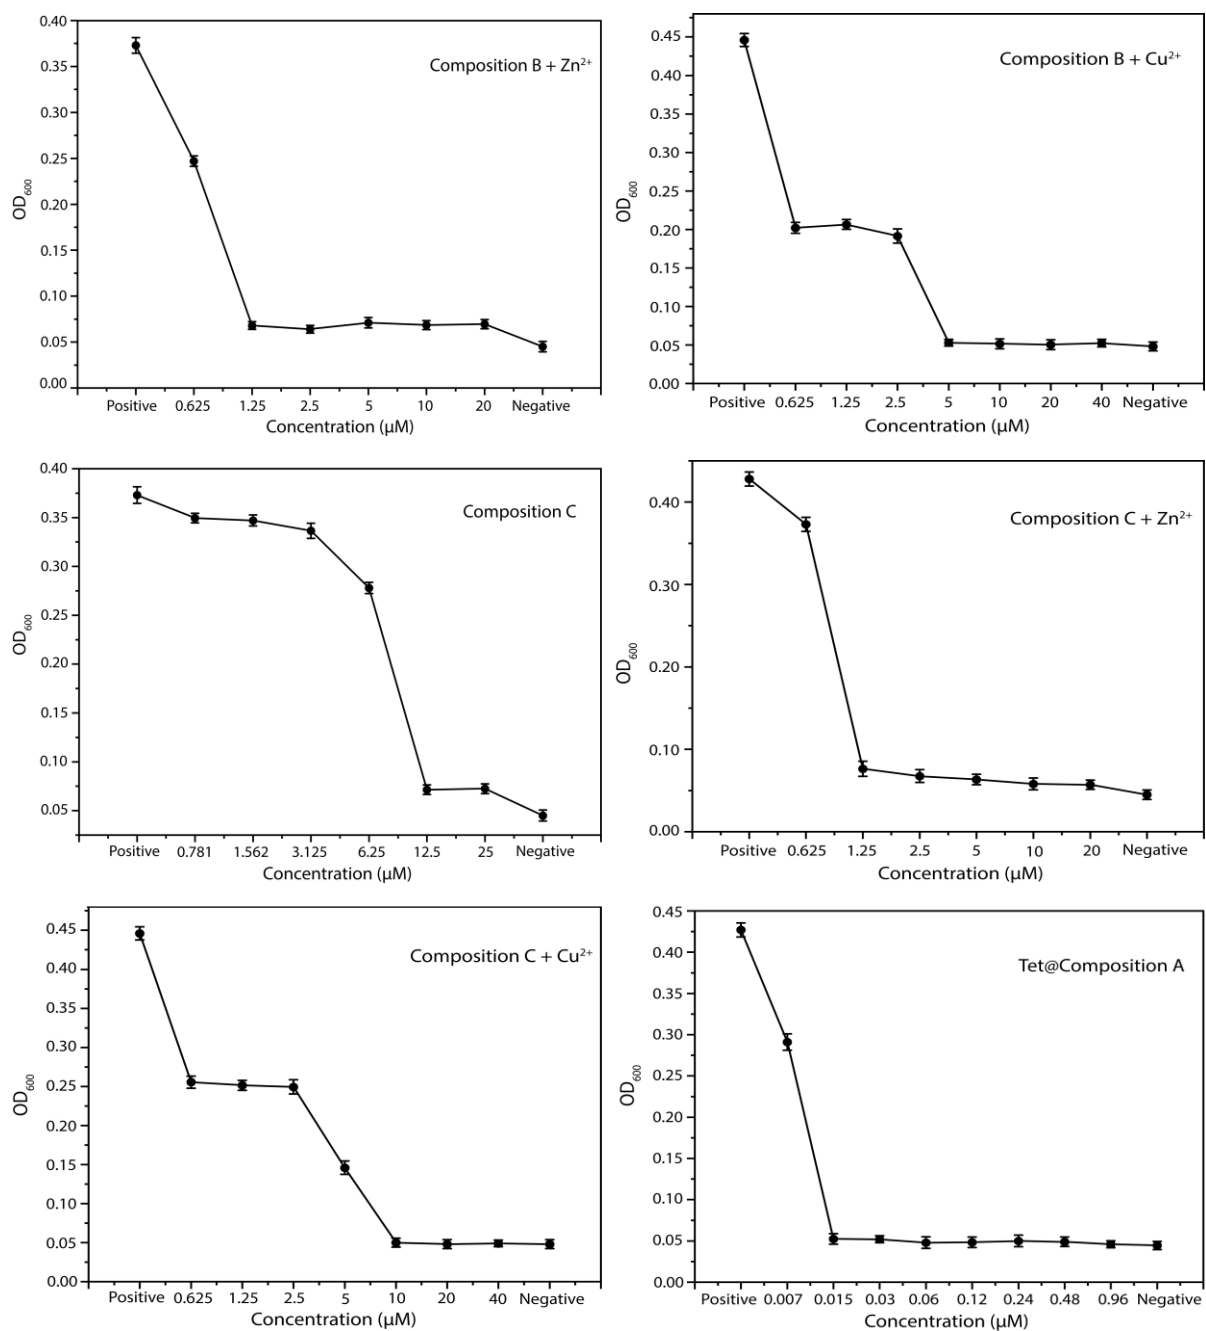 Composition B + Zn²⁺
OD₆₀₀
0.40
0.35
0.30
0.25
0.20
0.15
0.10
0.05
0.00
Positive 0.625 1.25 2.5 5 10 20 Negative
Concentration (µM)
Composition B + Cu²⁺
OD₆₀₀
0.45
0.40
0.35
0.30
0.25
0.20
0.15
0.10
0.05
0.00
Positive 0.625 1.25 2.5 5 10 20 40 Negative
Concentration (µM)
Composition C
OD₆₀₀
0.40
0.35
0.30
0.25
0.20
0.15
0.10
0.05
Positive 0.781 1.562 3.125 6.25 12.5 25 Negative
Concentration (µM)
Composition C + Zn²⁺
OD₆₀₀
0.40
0.30
0.20
0.10
0.00
Positive 0.625 1.25 2.5 5 10 20 Negative
Concentration (µM)
Composition C + Cu²⁺
OD₆₀₀
0.45
0.40
0.35
0.30
0.25
0.20
0.15
0.10
0.05
0.00
Positive 0.625 1.25 2.5 5 10 20 40 Negative
Concentration (µM)
Tet@Composition A
OD₆₀₀
0.45
0.40
0.35
0.30
0.25
0.20
0.15
0.10
0.05
0.00
Positive 0.007 0.015 0.03 0.06 0.12 0.24 0.48 0.96 Negative
Concentration (µM)